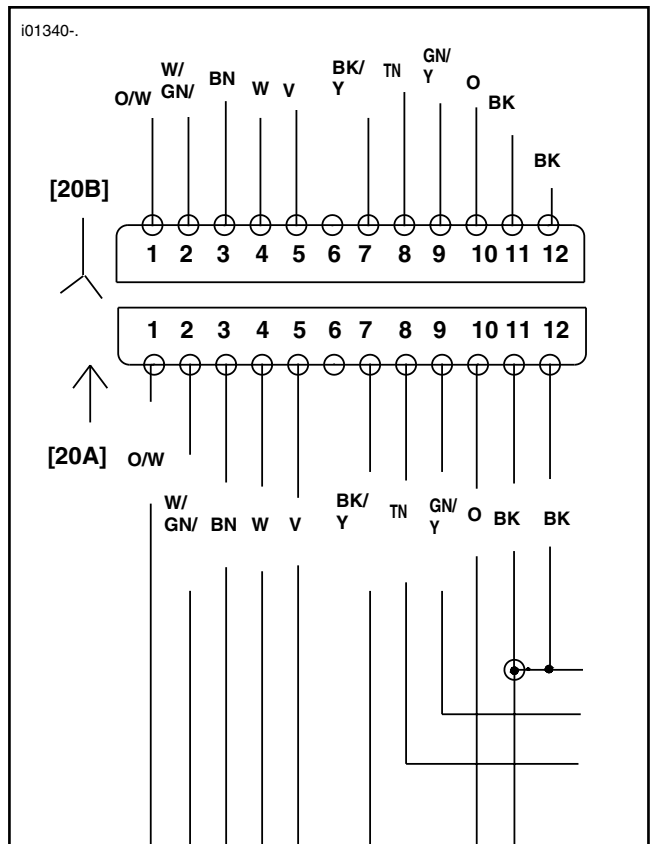 i01340-.
O/W W/ GN/ BN W V BK/ Y TN GN/ Y O BK BK
[20B]
1 2 3 4 5 6 7 8 9 10 11 12
1 2 3 4 5 6 7 8 9 10 11 12
[20A]
O/W W/ GN/ BN W V BK/ Y TN GN/ Y O BK BK